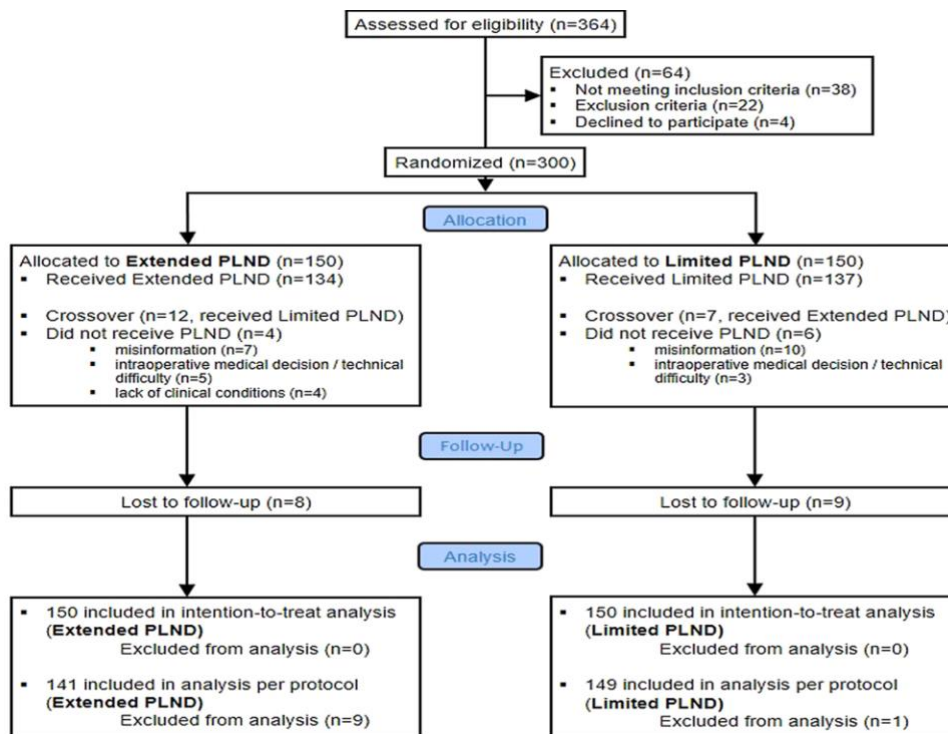 Assessed for eligibility (n=364)
Excluded (n=64)
▪ Not meeting inclusion criteria (n=38)
▪ Exclusion criteria (n=22)
▪ Declined to participate (n=4)
Randomized (n=300)
Allocation
Allocated to Extended PLND (n=150)
▪ Received Extended PLND (n=134)
▪ Crossover (n=12, received Limited PLND)
▪ Did not receive PLND (n=4)
▪ misinformation (n=7)
▪ intraoperative medical decision / technical
difficulty (n=5)
▪ lack of clinical conditions (n=4)
Allocated to Limited PLND (n=150)
▪ Received Limited PLND (n=137)
▪ Crossover (n=7, received Extended PLND)
▪ Did not receive PLND (n=6)
▪ misinformation (n=10)
▪ intraoperative medical decision / technical
difficulty (n=3)
Follow-Up
Lost to follow-up (n=8)
Lost to follow-up (n=9)
Analysis
▪ 150 included in intention-to-treat analysis
(Extended PLND)
Excluded from analysis (n=0)
▪ 141 included in analysis per protocol
(Extended PLND)
Excluded from analysis (n=9)
▪ 150 included in intention-to-treat analysis
(Limited PLND)
Excluded from analysis (n=0)
▪ 149 included in analysis per protocol
(Limited PLND)
Excluded from analysis (n=1)